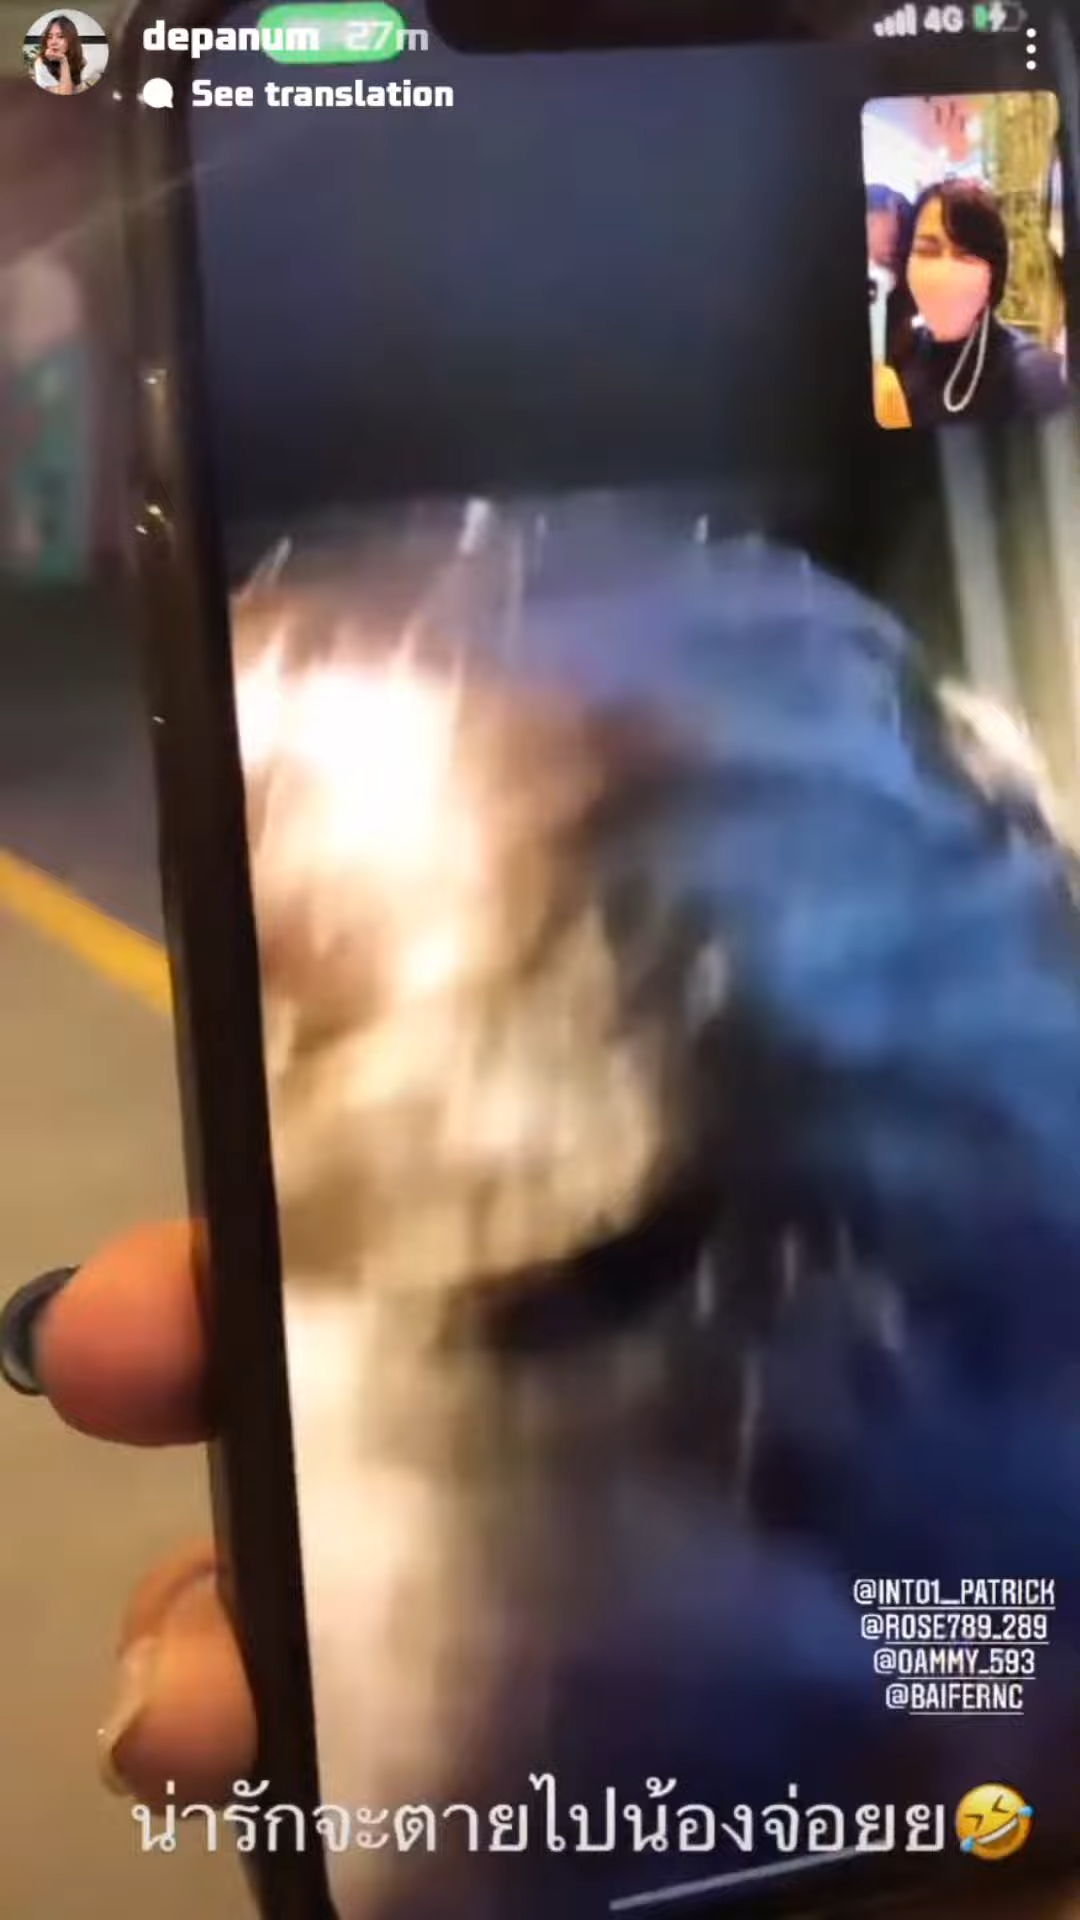 depanum 27m
4G
See translation
@INTO1_PATRICK
@ROSE789_289
@OAMMY_593
@BAIFERNC
น่ารักจะตายไปน้องจ่อยย🤣